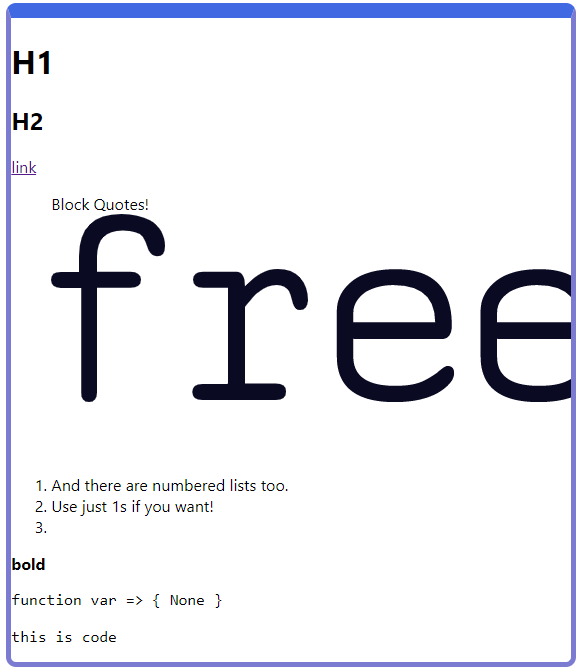 H1
H2
link
Block Quotes!
free
1. And there are numbered lists too.
2. Use just 1s if you want!
3.
bold
function var => { None }
this is code